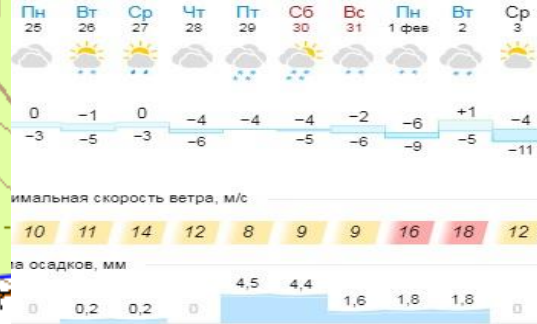 Пн Вт Ср Чт Пт Сб Вс Пн Вт Ср
25 26 27 28 29 30 31 1 фев 2 3
0 −1 0 −4 −4 −4 −2 −6 +1 −4
−3 −5 −3 −6 −5 −6 −9 −5 −11
имальная скорость ветра, м/с
10 11 14 12 8 9 9 16 18 12
а осадков, мм
0 0,2 0,2 0 4,5 4,4 1,6 1,8 1,8 0